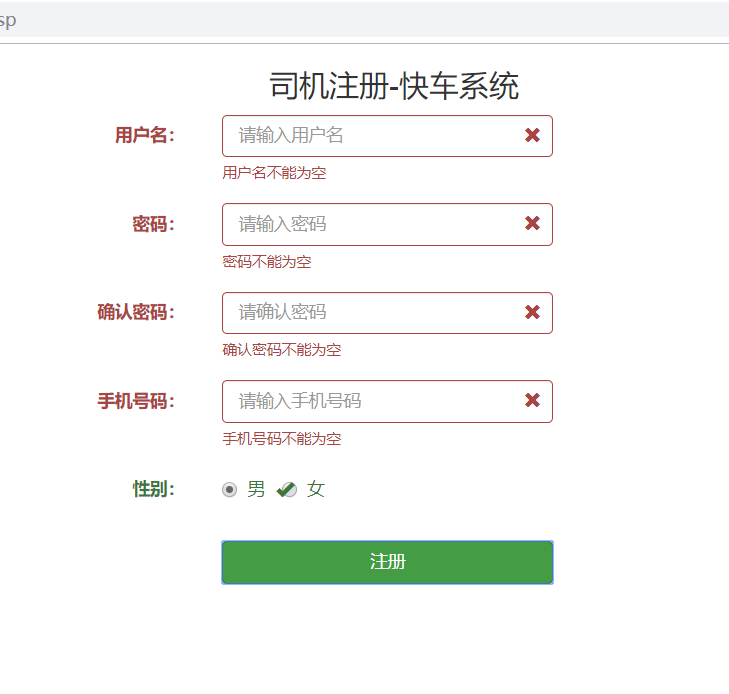 sp
司机注册-快车系统
用户名: 请输入用户名
用户名不能为空
密码: 请输入密码
密码不能为空
确认密码: 请确认密码
确认密码不能为空
手机号码: 请输入手机号码
手机号码不能为空
性别: 男 女
注册